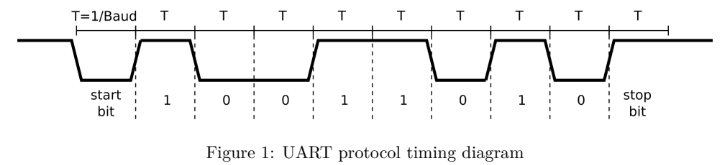 T=1/Baud T T T T T T T T T
start bit 1 0 0 1 1 0 1 0 stop bit
Figure 1: UART protocol timing diagram